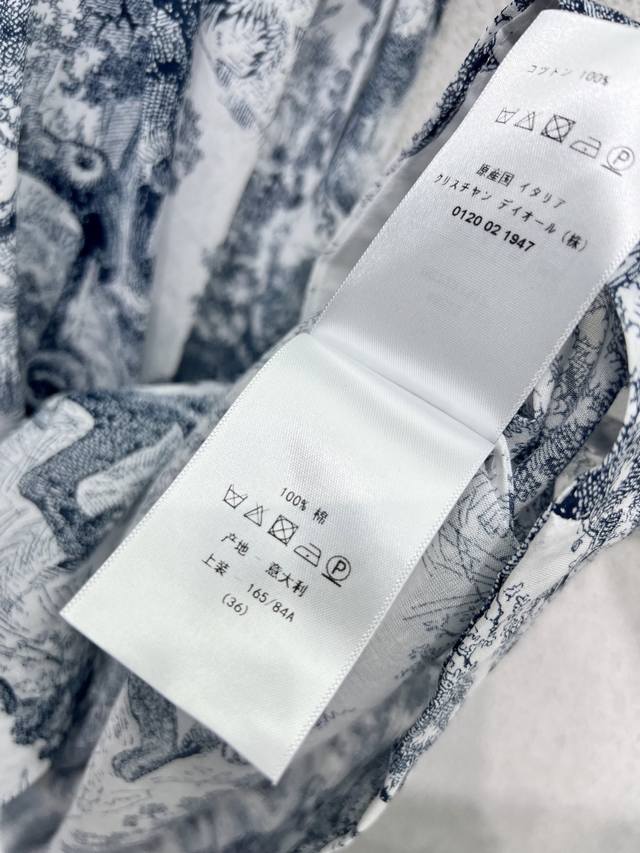 コットン 100%
P
原産国 イタリア
クリスチャン ディオール (株)
0120 02 1947
100% 棉
P
产地 - 意大利
上装 - 165/84A
(36)